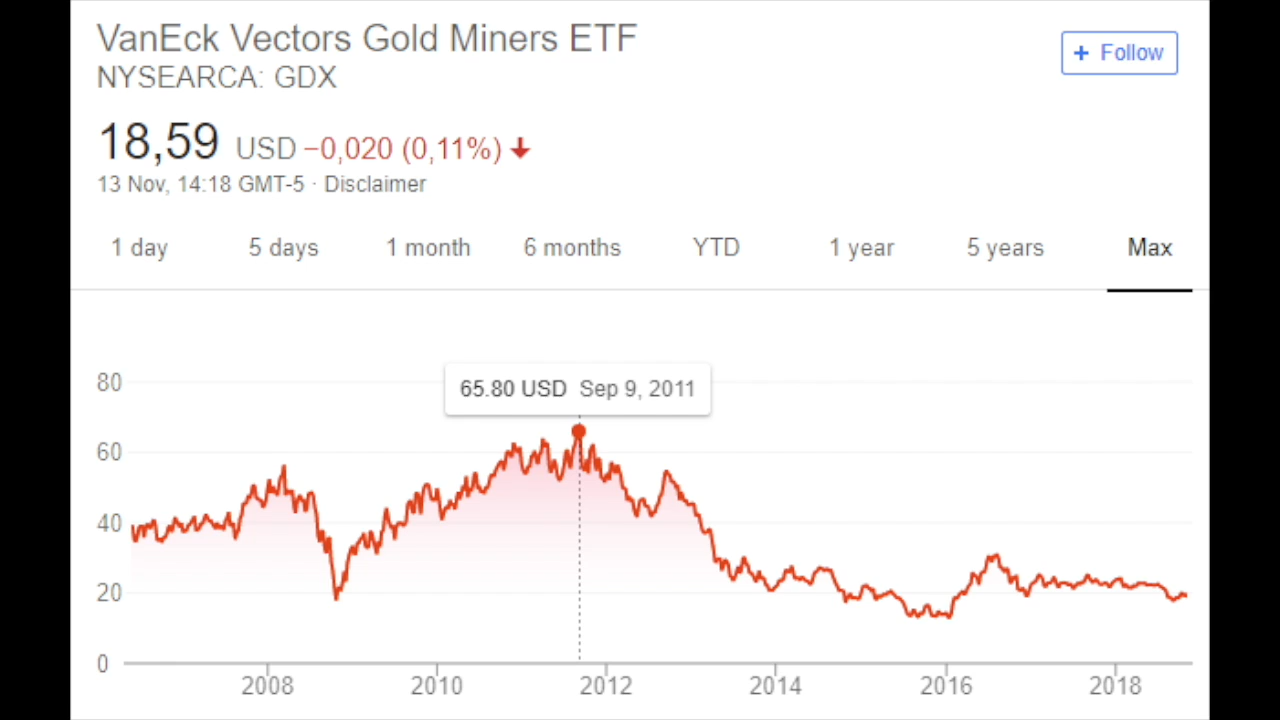 VanEck Vectors Gold Miners ETF
NYSEARCA: GDX
+ Follow
18,59 USD −0,020 (0,11%)
13 Nov, 14:18 GMT-5 · Disclaimer
1 day 5 days 1 month 6 months YTD 1 year 5 years Max
65.80 USD Sep 9, 2011
80
60
40
20
0
2008 2010 2012 2014 2016 2018